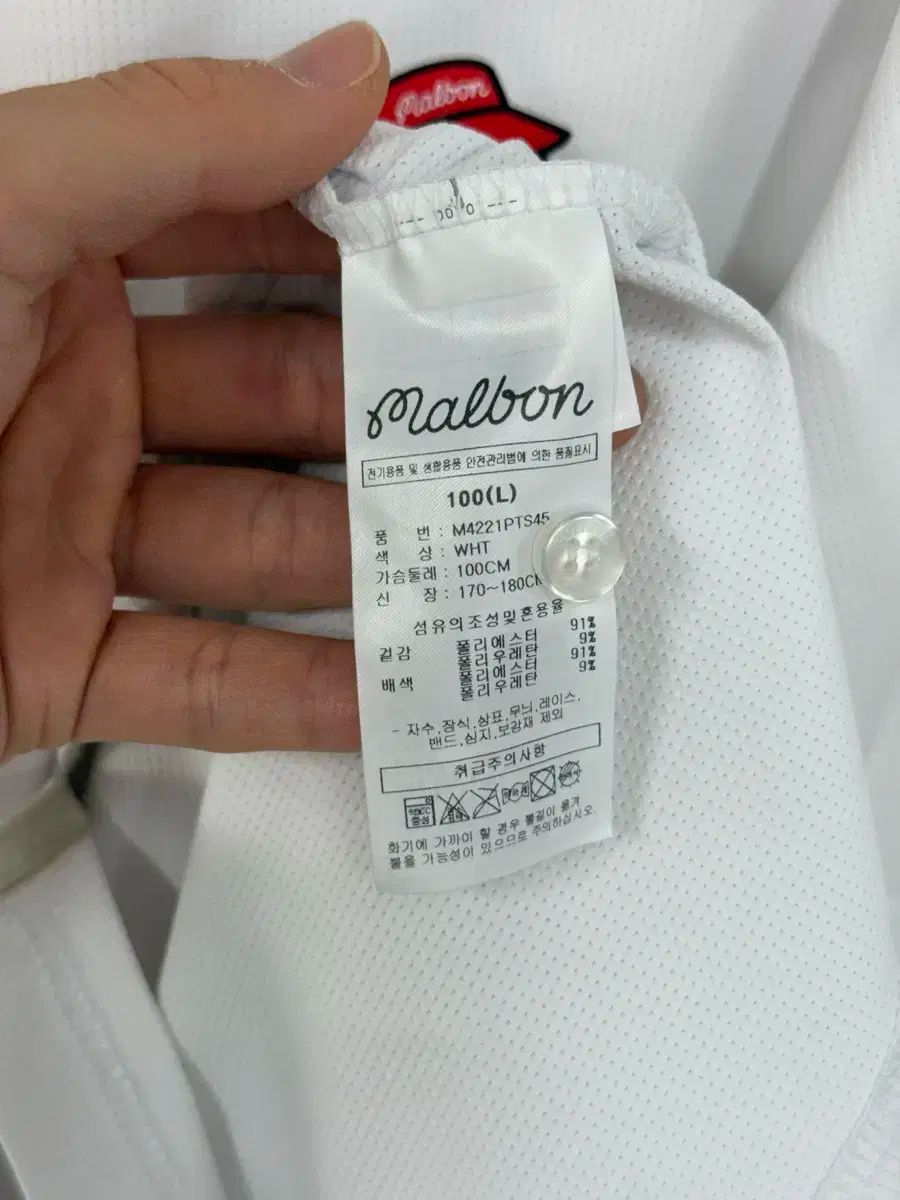 Malbon
Malbon
전기용품 및 생활용품 안전관리법에 의한 품질표시
100(L)
품 번 : M4221PTS45
색 상 : WHT
가슴둘레 : 100CM
신 장 : 170~180CM
섬유의 조성및혼용율
겉감 폴리에스터 91%
폴리우레탄 9%
배색 폴리에스터 91%
폴리우레탄 9%
- 자수,장식,상표,무늬,레이스,
밴드,심지,보강재 제외
취급주의사항
중성
화기에 가까이 할 경우 불길이 옮겨
붙을 가능성이 있으므로 주의하십시오.